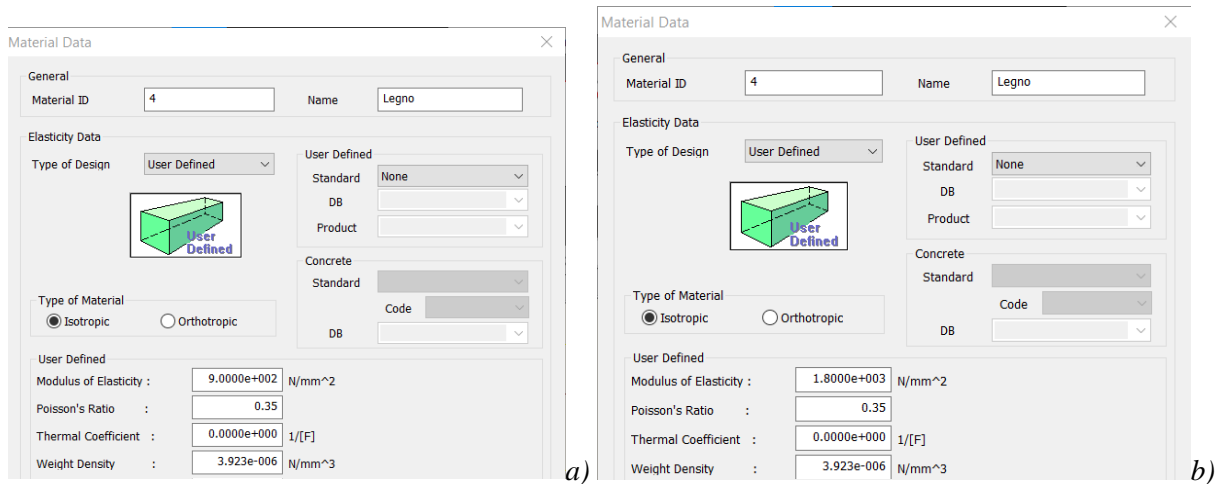 Material Data
General
Material ID 4 Name Legno
Elasticity Data
Type of Design User Defined
User Defined
Standard None
DB
Product
User
Defined
Concrete
Standard
Code
DB
Type of Material
Isotropic Orthotropic
User Defined
Modulus of Elasticity : 9.0000e+002 N/mm^2
Poisson's Ratio : 0.35
Thermal Coefficient : 0.0000e+000 1/[F]
Weight Density : 3.923e-006 N/mm^3
a)
Material Data
General
Material ID 4 Name Legno
Elasticity Data
Type of Design User Defined
User Defined
Standard None
DB
Product
User
Defined
Concrete
Standard
Code
DB
Type of Material
Isotropic Orthotropic
User Defined
Modulus of Elasticity : 1.8000e+003 N/mm^2
Poisson's Ratio : 0.35
Thermal Coefficient : 0.0000e+000 1/[F]
Weight Density : 3.923e-006 N/mm^3
b)